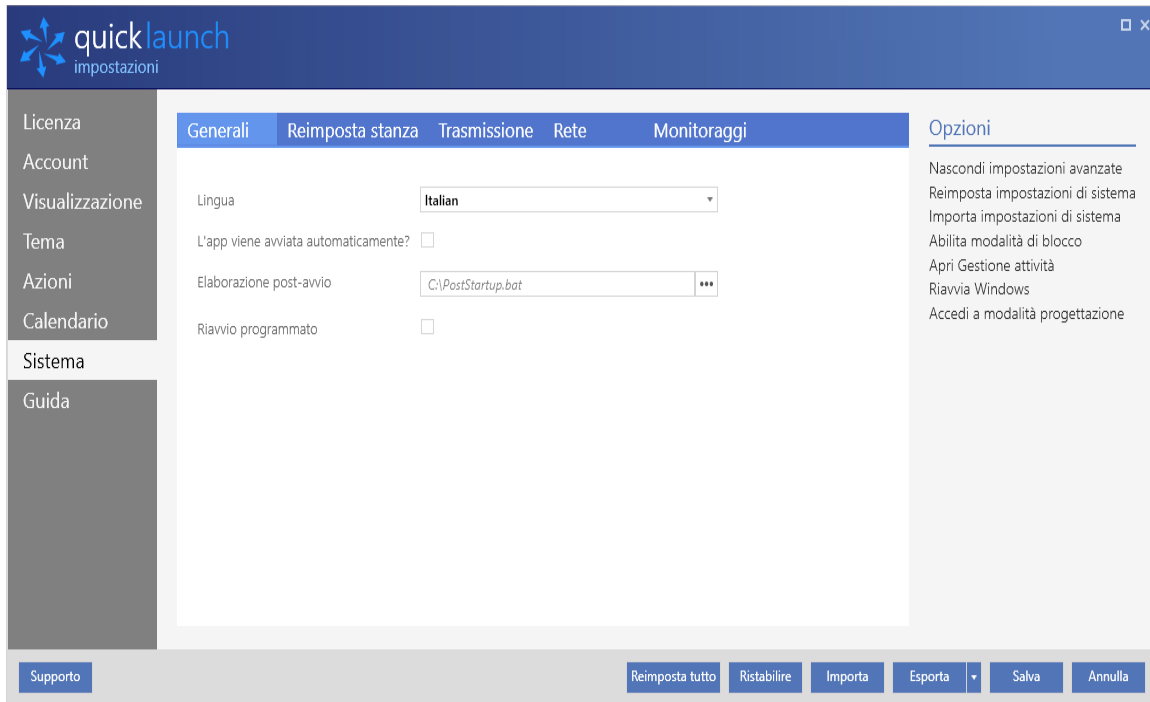 quicklaunch
impostazioni
Licenza
Account
Visualizzazione
Tema
Azioni
Calendario
Sistema
Guida
Generali Reimposta stanza Trasmissione Rete Monitoraggi
Lingua Italian
L'app viene avviata automaticamente?
Elaborazione post-avvio C:\PostStartup.bat •••
Riavvio programmato
Opzioni
Nascondi impostazioni avanzate
Reimposta impostazioni di sistema
Importa impostazioni di sistema
Abilita modalità di blocco
Apri Gestione attività
Riavvia Windows
Accedi a modalità progettazione
Supporto Reimposta tutto Ristabilire Importa Esporta Salva Annulla